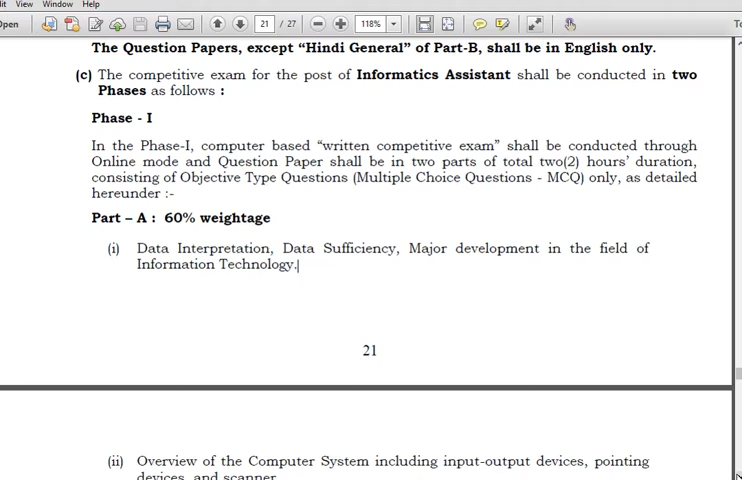 dit View Window Help
Open 21 / 27 118% To
The Question Papers, except “Hindi General” of Part-B, shall be in English only.
(c) The competitive exam for the post of Informatics Assistant shall be conducted in two
Phases as follows :
Phase - I
In the Phase-I, computer based “written competitive exam” shall be conducted through
Online mode and Question Paper shall be in two parts of total two(2) hours’ duration,
consisting of Objective Type Questions (Multiple Choice Questions - MCQ) only, as detailed
hereunder :-
Part – A : 60% weightage
(i) Data Interpretation, Data Sufficiency, Major development in the field of
Information Technology.
21
(ii) Overview of the Computer System including input-output devices, pointing
devices, and scanner.